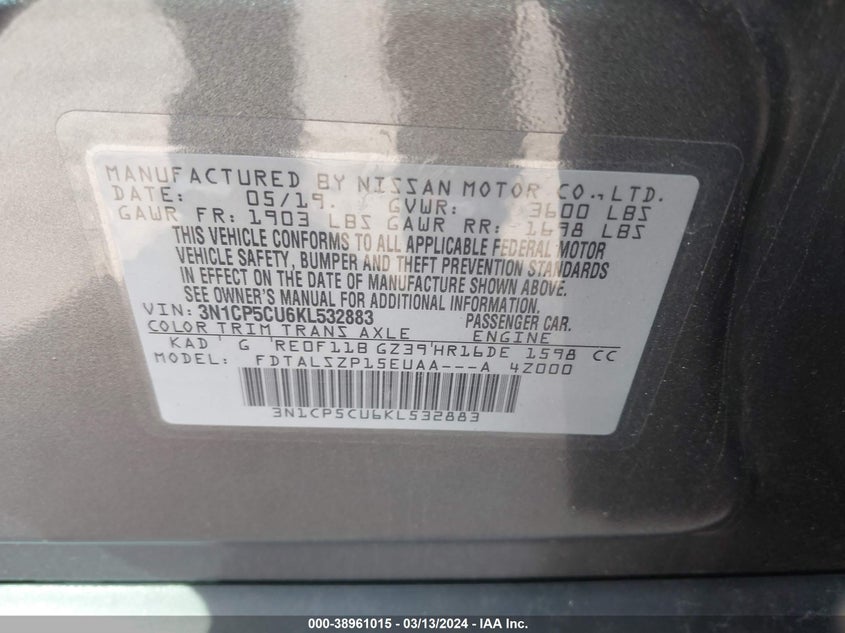 MANUFACTURED BY NISSAN MOTOR CO., LTD.
DATE: 05/19. GVWR: 3600 LBS
GAWR FR: 1903 LBS GAWR RR: 1698 LBS
THIS VEHICLE CONFORMS TO ALL APPLICABLE FEDERAL MOTOR
VEHICLE SAFETY, BUMPER AND THEFT PREVENTION STANDARDS
IN EFFECT ON THE DATE OF MANUFACTURE SHOWN ABOVE.
SEE OWNER'S MANUAL FOR ADDITIONAL INFORMATION.
VIN: 3N1CP5CU6KL532883 PASSENGER CAR.
COLOR TRIM TRANS AXLE ENGINE
KAD' G 'RE0F11B GZ39'HR16DE 1598 CC
MODEL: FDTALSZP15EUAA---A 4Z000
3N1CP5CU6KL532883
000-38961015 - 03/13/2024 - IAA Inc.